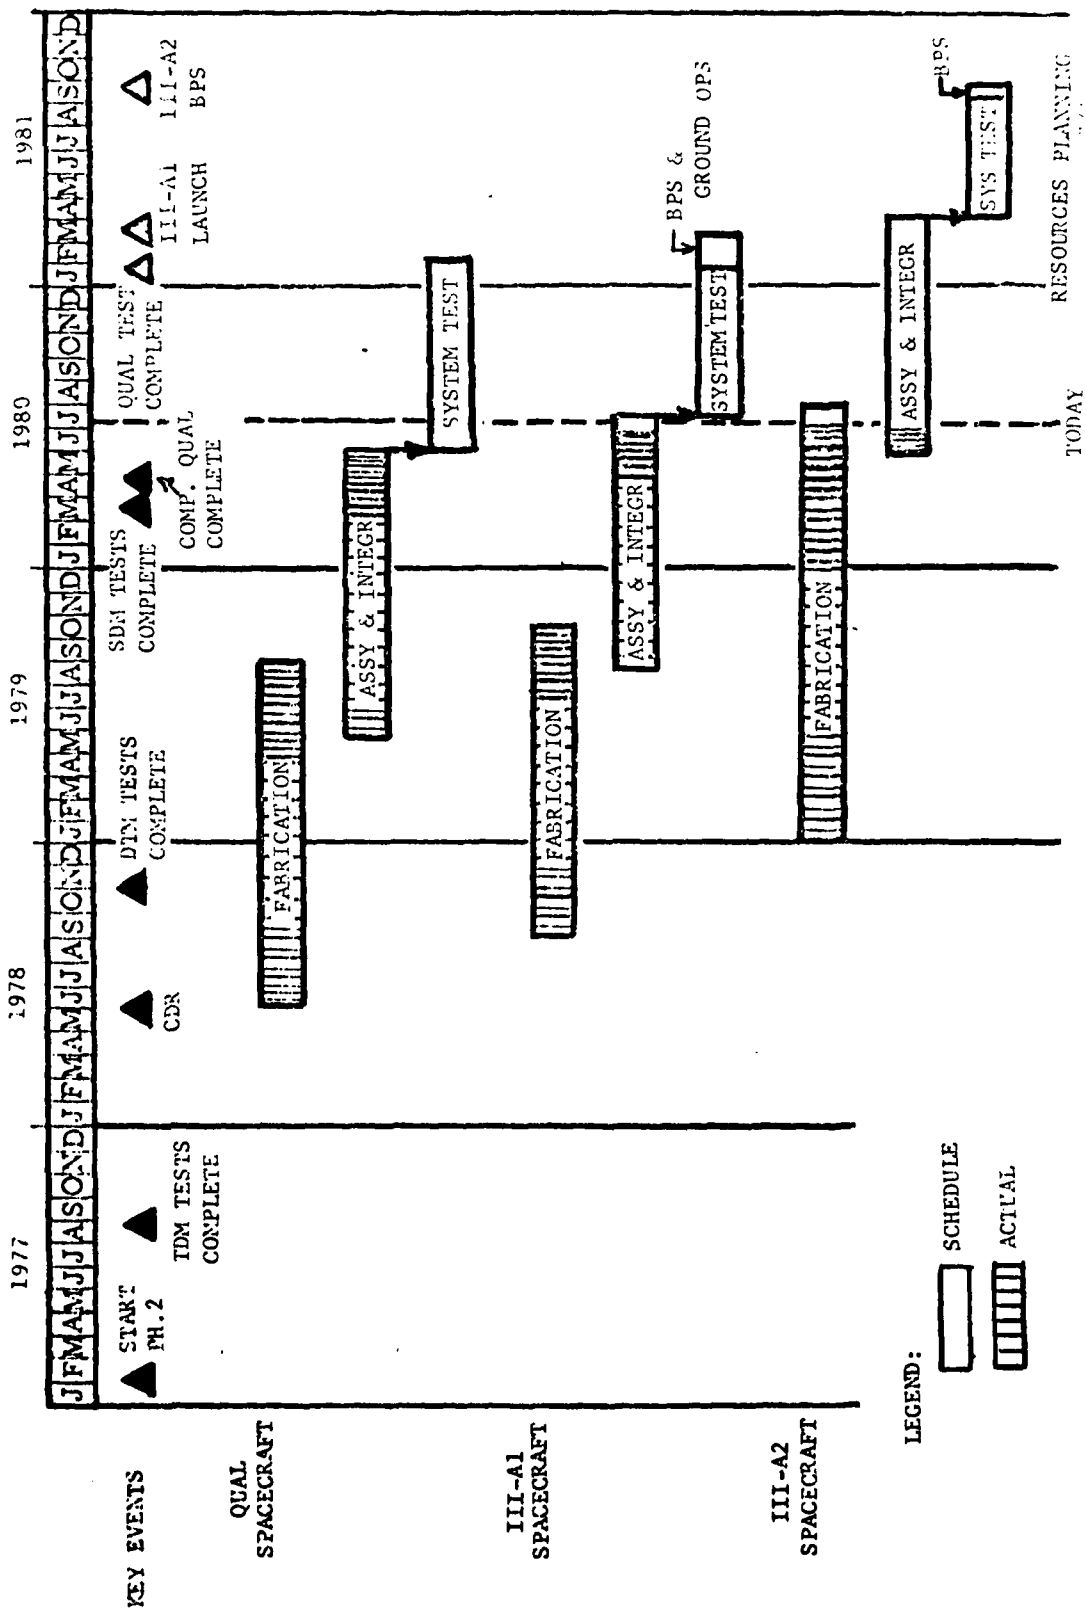 1977 1978 1979 1980 1981
J F M A M J J A S O N D J F M A M J J A S O N D J F M A M J J A S O N D J F M A M J J A S O N D J F M A M J J A S O N D
KEY EVENTS
START
PH.2
TDM TESTS
COMPLETE
CDR
DTM TESTS
COMPLETE
SDM TESTS
COMPLETE
COMP. QUAL
COMPLETE
QUAL TEST
COMPLETE
III-A1
LAUNCH
III-A2
BPS
QUAL
SPACECRAFT
FABRICATION
ASSY & INTEGR
SYSTEM TEST
III-A1
SPACECRAFT
FABRICATION
ASSY & INTEGR
SYSTEM TEST
BPS &
GROUND OPS
III-A2
SPACECRAFT
FABRICATION
ASSY & INTEGR
SYS TEST
BPS
LEGEND:
SCHEDULE
ACTUAL
TODAY
RESOURCES PLANNING